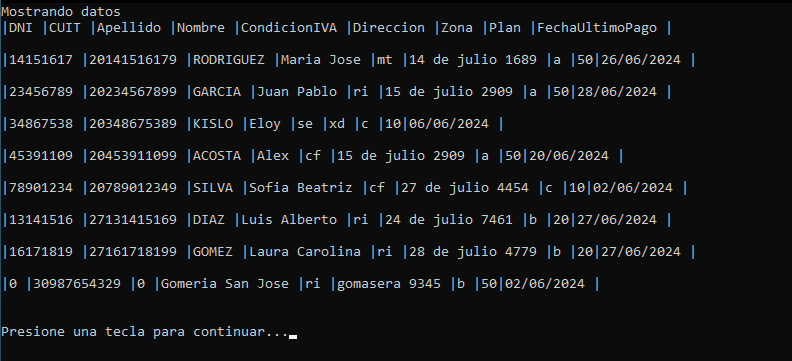 Mostrando datos
|DNI |CUIT |Apellido |Nombre |CondicionIVA |Direccion |Zona |Plan |FechaUltimoPago |
|14151617 |20141516179 |RODRIGUEZ |Maria Jose |mt |14 de julio 1689 |a |50|26/06/2024 |
|23456789 |20234567899 |GARCIA |Juan Pablo |ri |15 de julio 2909 |a |50|28/06/2024 |
|34867538 |20348675389 |KISLO |Eloy |se |xd |c |10|06/06/2024 |
|45391109 |20453911099 |ACOSTA |Alex |cf |15 de julio 2909 |a |50|20/06/2024 |
|78901234 |20789012349 |SILVA |Sofia Beatriz |cf |27 de julio 4454 |c |10|02/06/2024 |
|13141516 |27131415169 |DIAZ |Luis Alberto |ri |24 de julio 7461 |b |20|27/06/2024 |
|16171819 |27161718199 |GOMEZ |Laura Carolina |ri |28 de julio 4779 |b |20|27/06/2024 |
|0 |30987654329 |0 |Gomeria San Jose |ri |gomasera 9345 |b |50|02/06/2024 |
Presione una tecla para continuar...